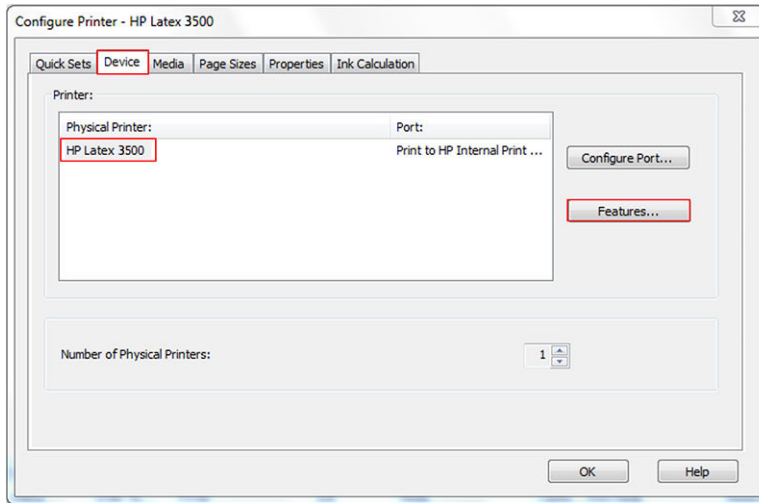 Configure Printer - HP Latex 3500
Quick Sets Device Media Page Sizes Properties Ink Calculation
Printer:
Physical Printer: Port:
HP Latex 3500 Print to HP Internal Print ...
Configure Port...
Features...
Number of Physical Printers: 1
OK Help